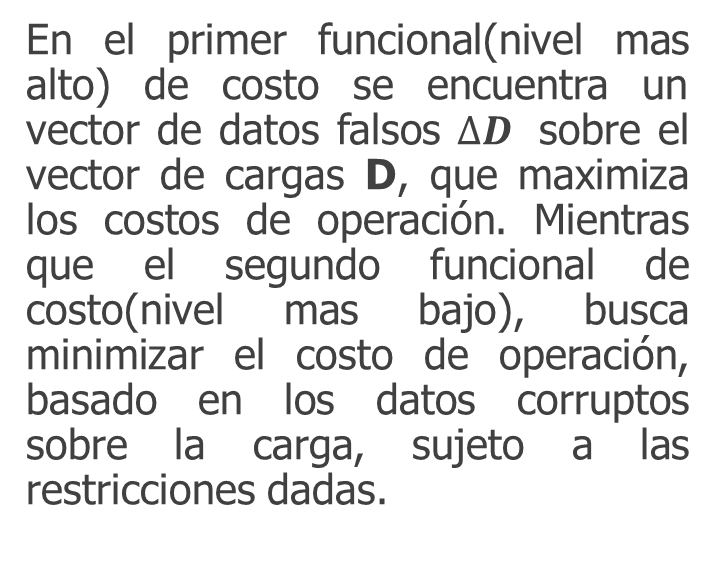 En el primer funcional(nivel mas
alto) de costo se encuentra un
vector de datos falsos Δ𝑫 sobre el
vector de cargas D, que maximiza
los costos de operación. Mientras
que el segundo funcional de
costo(nivel mas bajo), busca
minimizar el costo de operación,
basado en los datos corruptos
sobre la carga, sujeto a las
restricciones dadas.